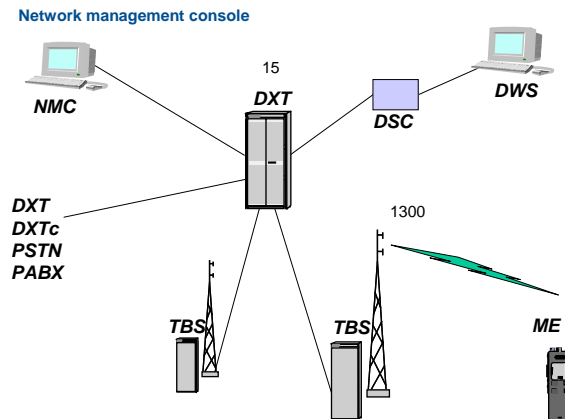 Network management console
15
NMC
DXT
DSC
DWS
DXT
DXTc
PSTN
PABX
1300
TBS
TBS
ME